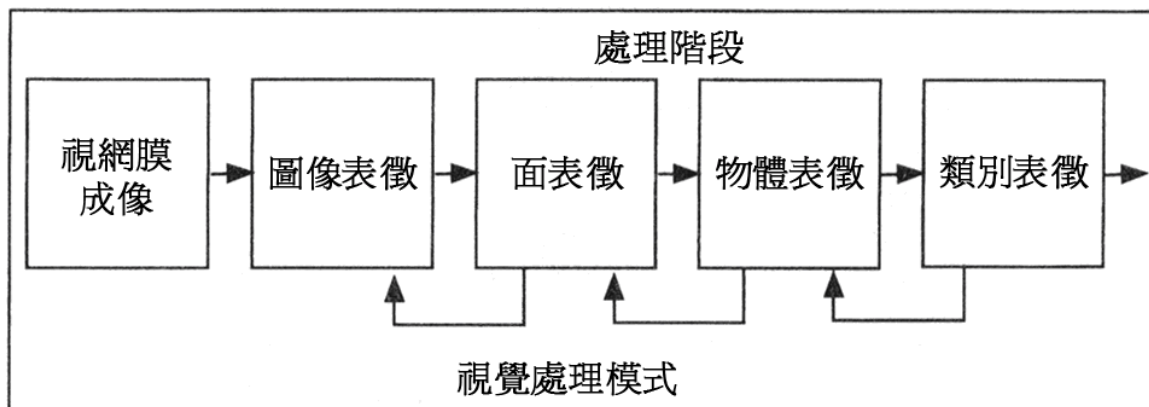 處理階段
視網膜
成像
圖像表徵
面表徵
物體表徵
類別表徵
視覺處理模式